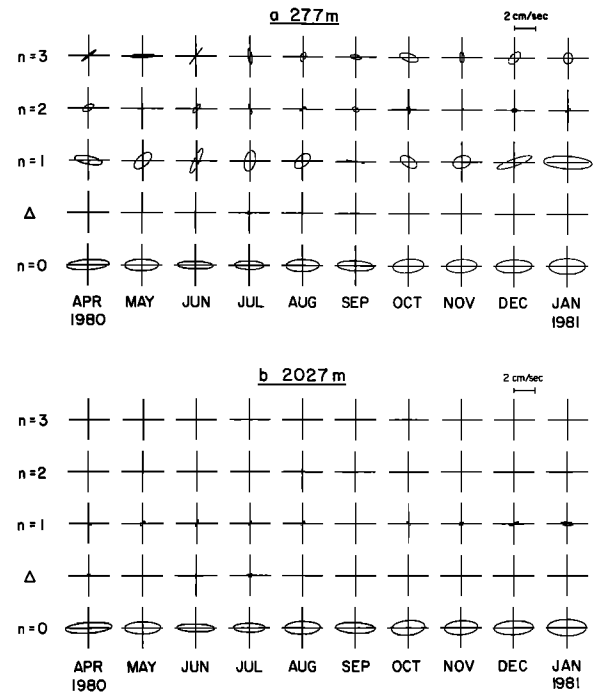 a 277m
2 cm/sec
n=3
n=2
n=1
Δ
n=0
APR MAY JUN JUL AUG SEP OCT NOV DEC JAN
1980 1981
b 2027m
2 cm/sec
n=3
n=2
n=1
Δ
n=0
APR MAY JUN JUL AUG SEP OCT NOV DEC JAN
1980 1981